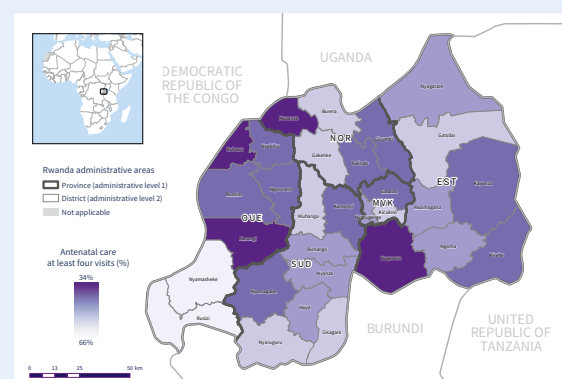 UGANDA
DEMOCRATIC
REPUBLIC OF
THE CONGO
Nyagatare
Burera
Musanze
NOR
Gatsibo
Gicumbi
Rubavu
Nyabihu
Gakenke
Rulindo
Rwanda administrative areas
Province (administrative level 1)
District (administrative level 2)
Not applicable
EST
Kayonza
Rutsiro
Ngororero
Gasabo
MVK
Kicukiro
Nyarugenge
Rwamagana
Muhanga
Kamonyi
OUE
Karongi
Ruhango
Ngoma
Bugesera
Kirehe
Antenatal care
at least four visits (%)
34%
66%
SUD
Nyanza
Nyamasheke
Nyamagabe
Rusizi
Huye
Gisagara
Nyaruguru
BURUNDI
UNITED
REPUBLIC OF
TANZANIA
0 13 25 50 km